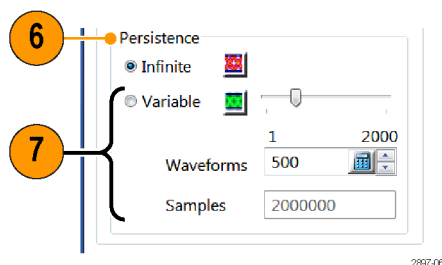 6
Persistence
Infinite
Variable
1 2000
7
Waveforms 500
Samples 2000000
2897-06